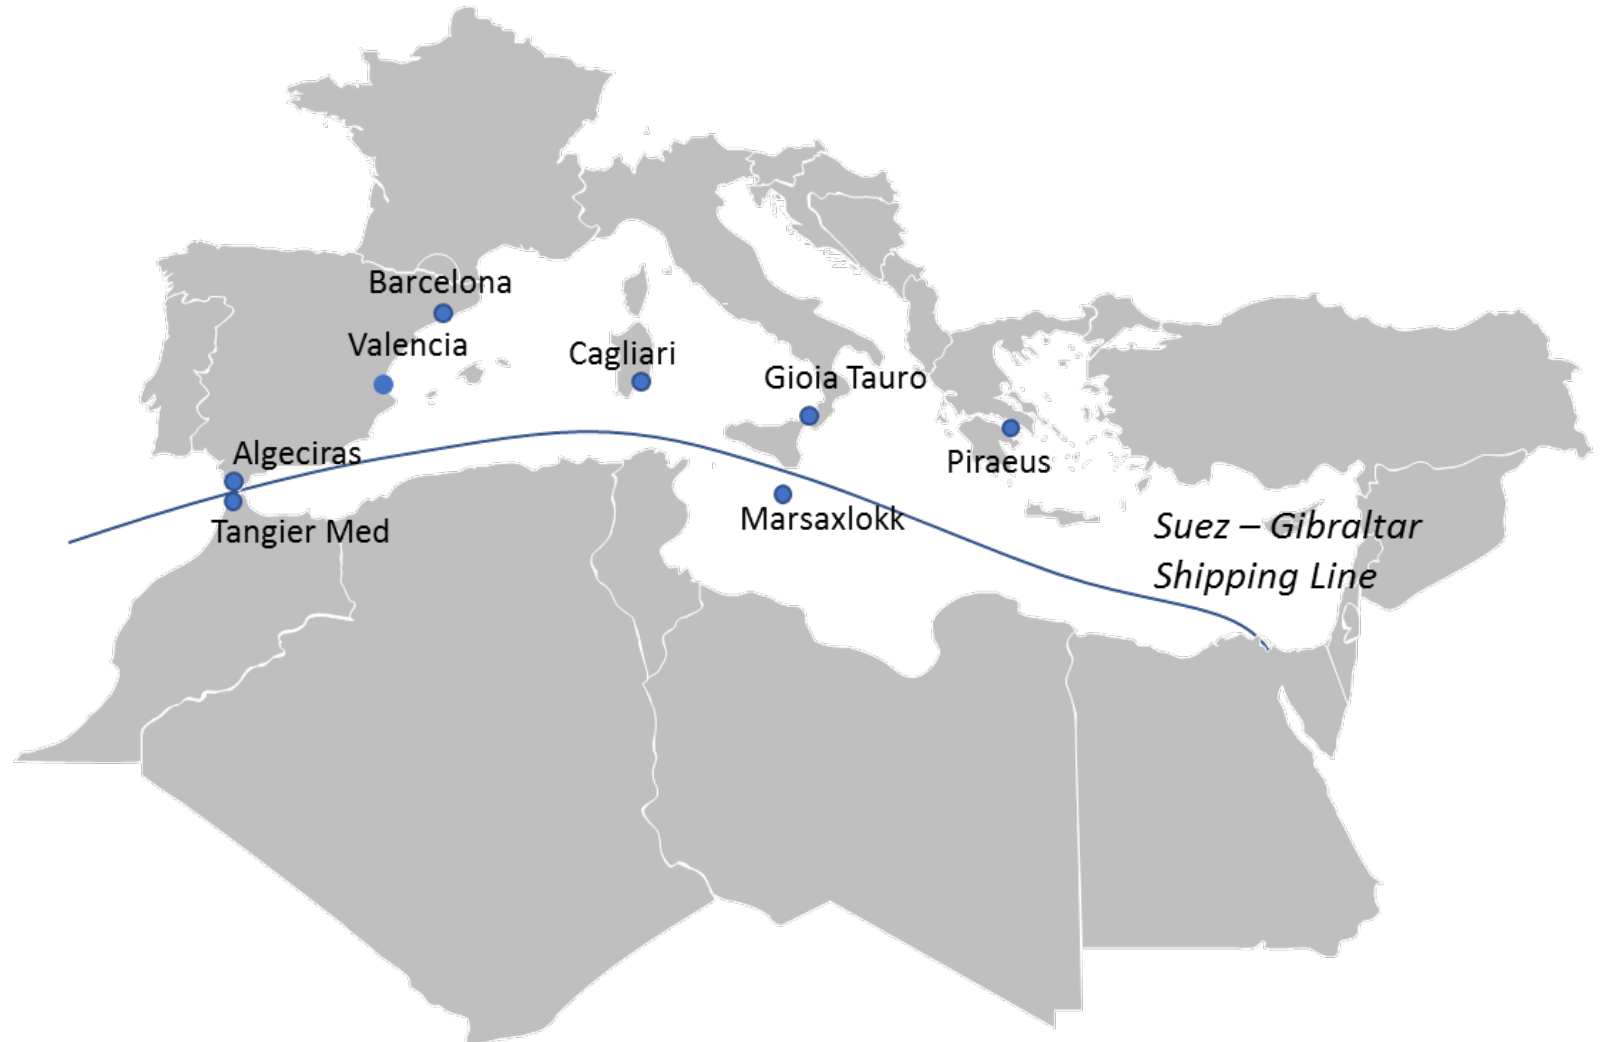 Barcelona
Valencia
Cagliari
Gioia Tauro
Algeciras
Piraeus
Tangier Med
Marsaxlokk
Suez – Gibraltar
Shipping Line